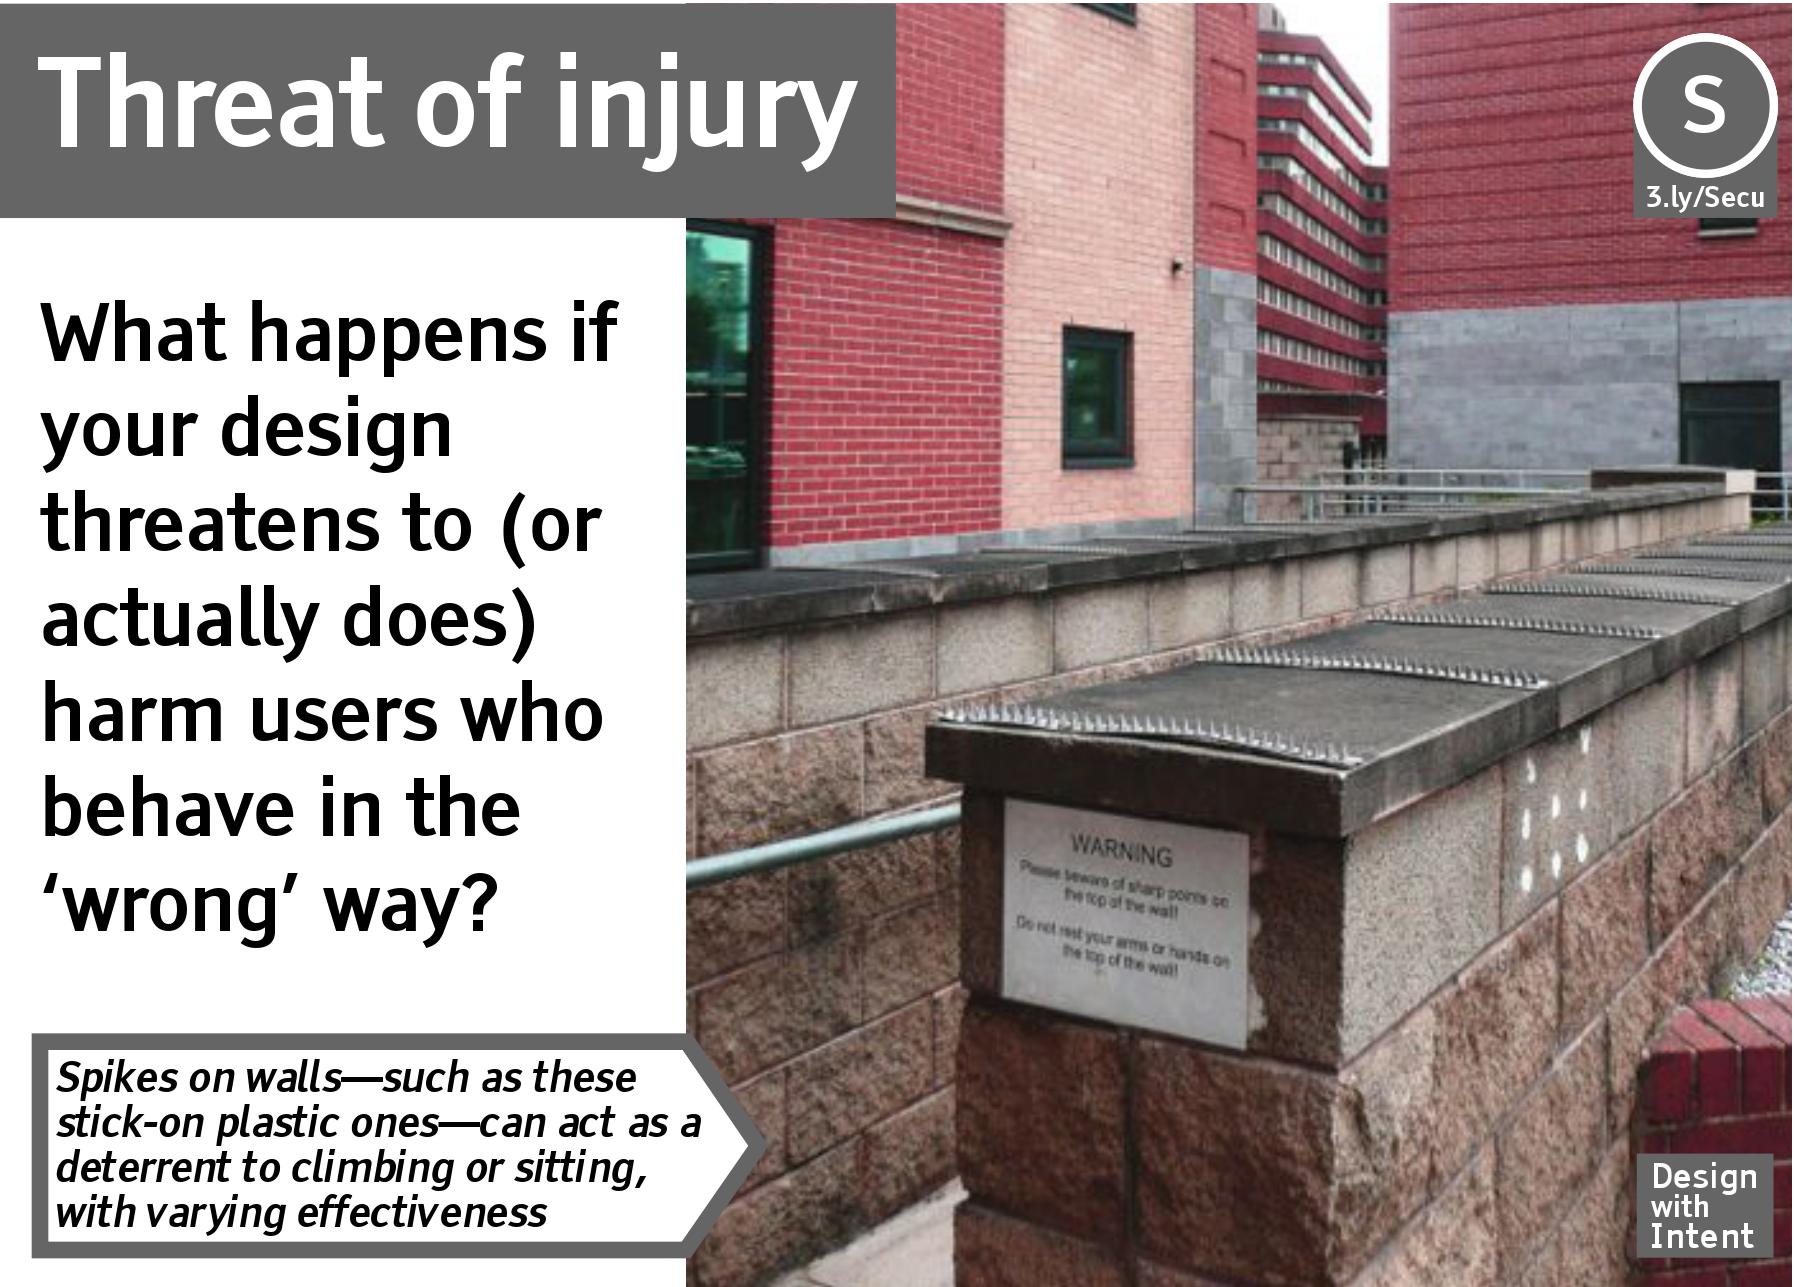 Threat of injury
S
3.ly/Secu
What happens if
your design
threatens to (or
actually does)
harm users who
behave in the
‘wrong’ way?
Spikes on walls—such as these
stick-on plastic ones—can act as a
deterrent to climbing or sitting,
with varying effectiveness
WARNING
Please beware of sharp points on
the top of the wall!
Do not rest your arms or hands on
the top of the wall!
Design
with
Intent